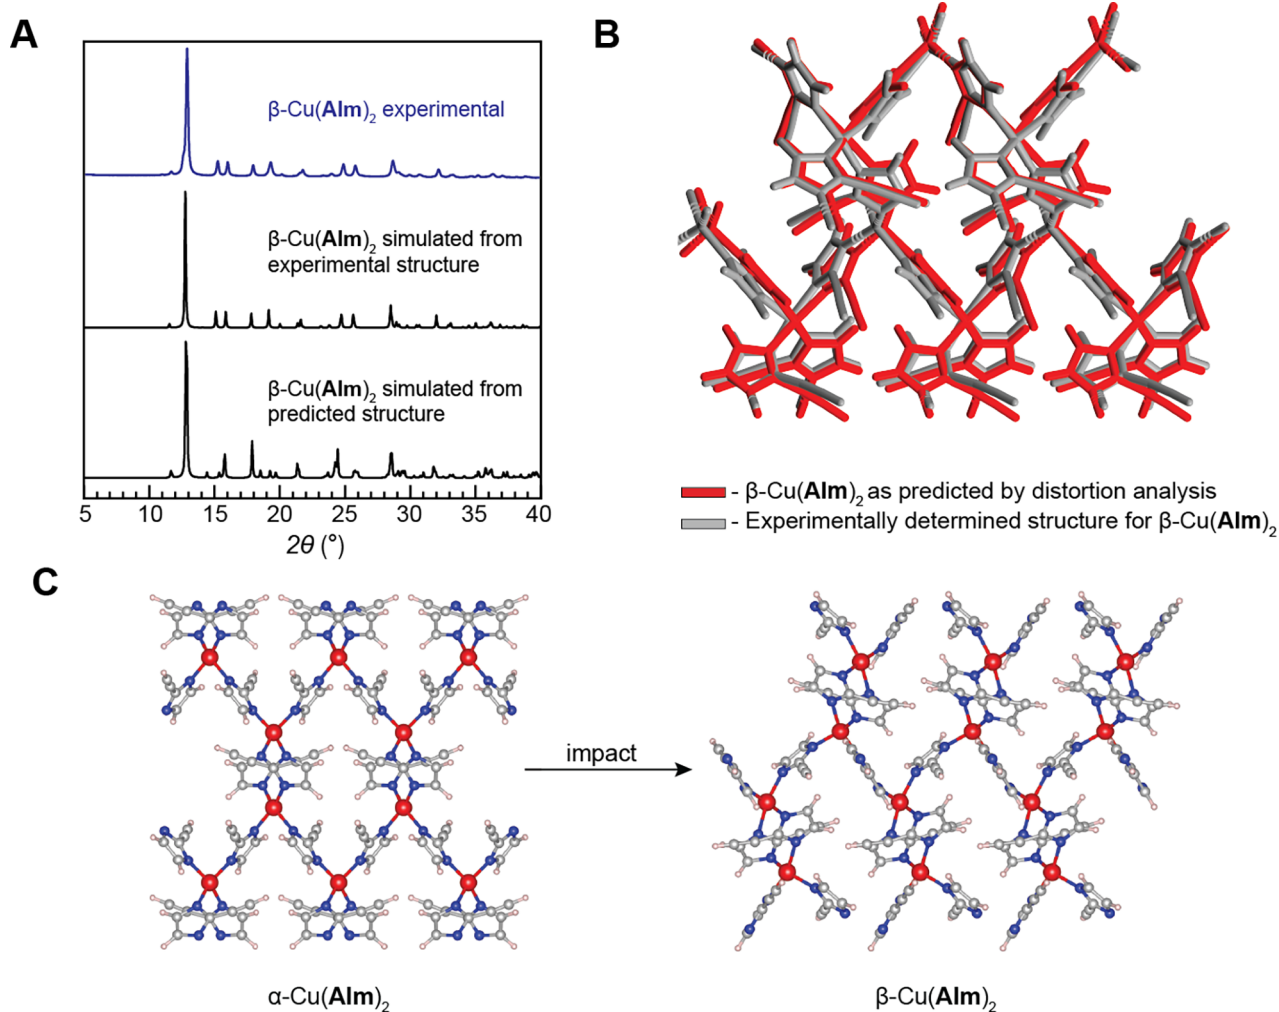 A
β-Cu(AIm)₂ experimental
β-Cu(AIm)₂ simulated from
experimental structure
β-Cu(AIm)₂ simulated from
predicted structure
5 10 15 20 25 30 35 40
2θ (°)
B
- β-Cu(AIm)₂ as predicted by distortion analysis
- Experimentally determined structure for β-Cu(AIm)₂
C
impact
α-Cu(AIm)₂
β-Cu(AIm)₂